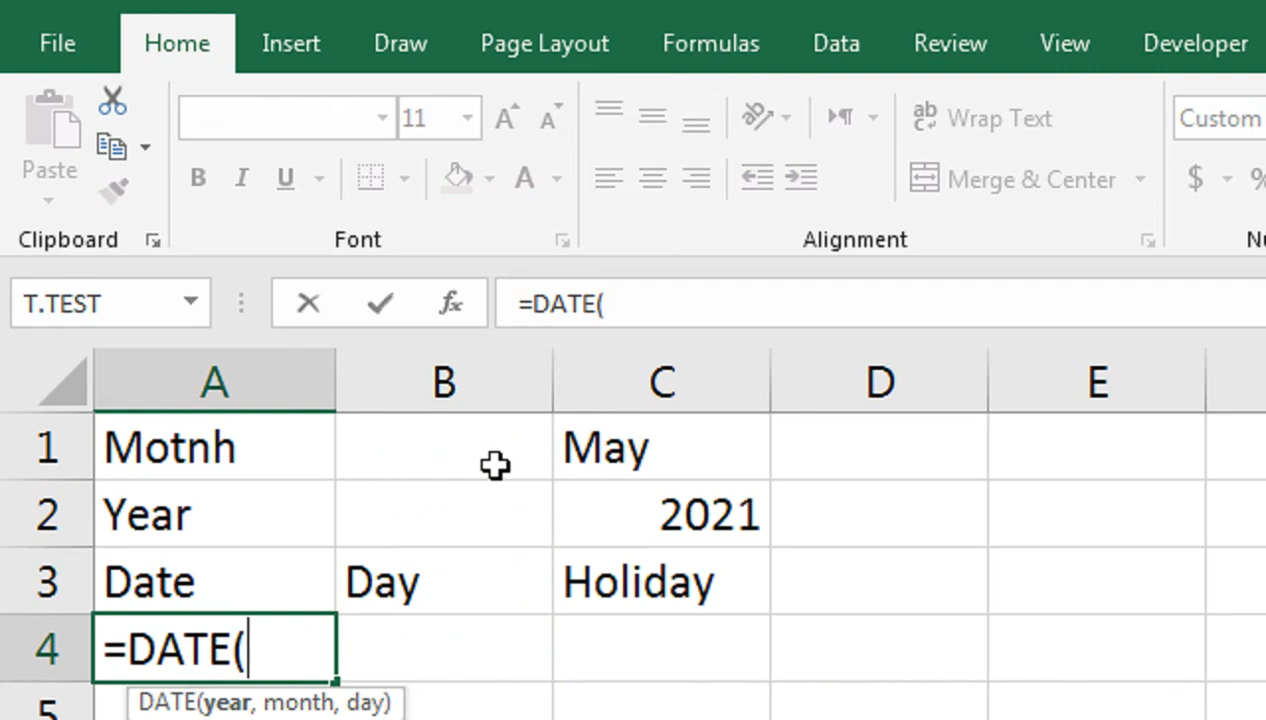 File Home Insert Draw Page Layout Formulas Data Review View Developer
11 A A ab Wrap Text Custom
Paste B I U A Merge & Center $ %
Clipboard Font Alignment
T.TEST fx =DATE(
A B C D E
1 Motnh May
2 Year 2021
3 Date Day Holiday
4 =DATE(
5 DATE(year, month, day)